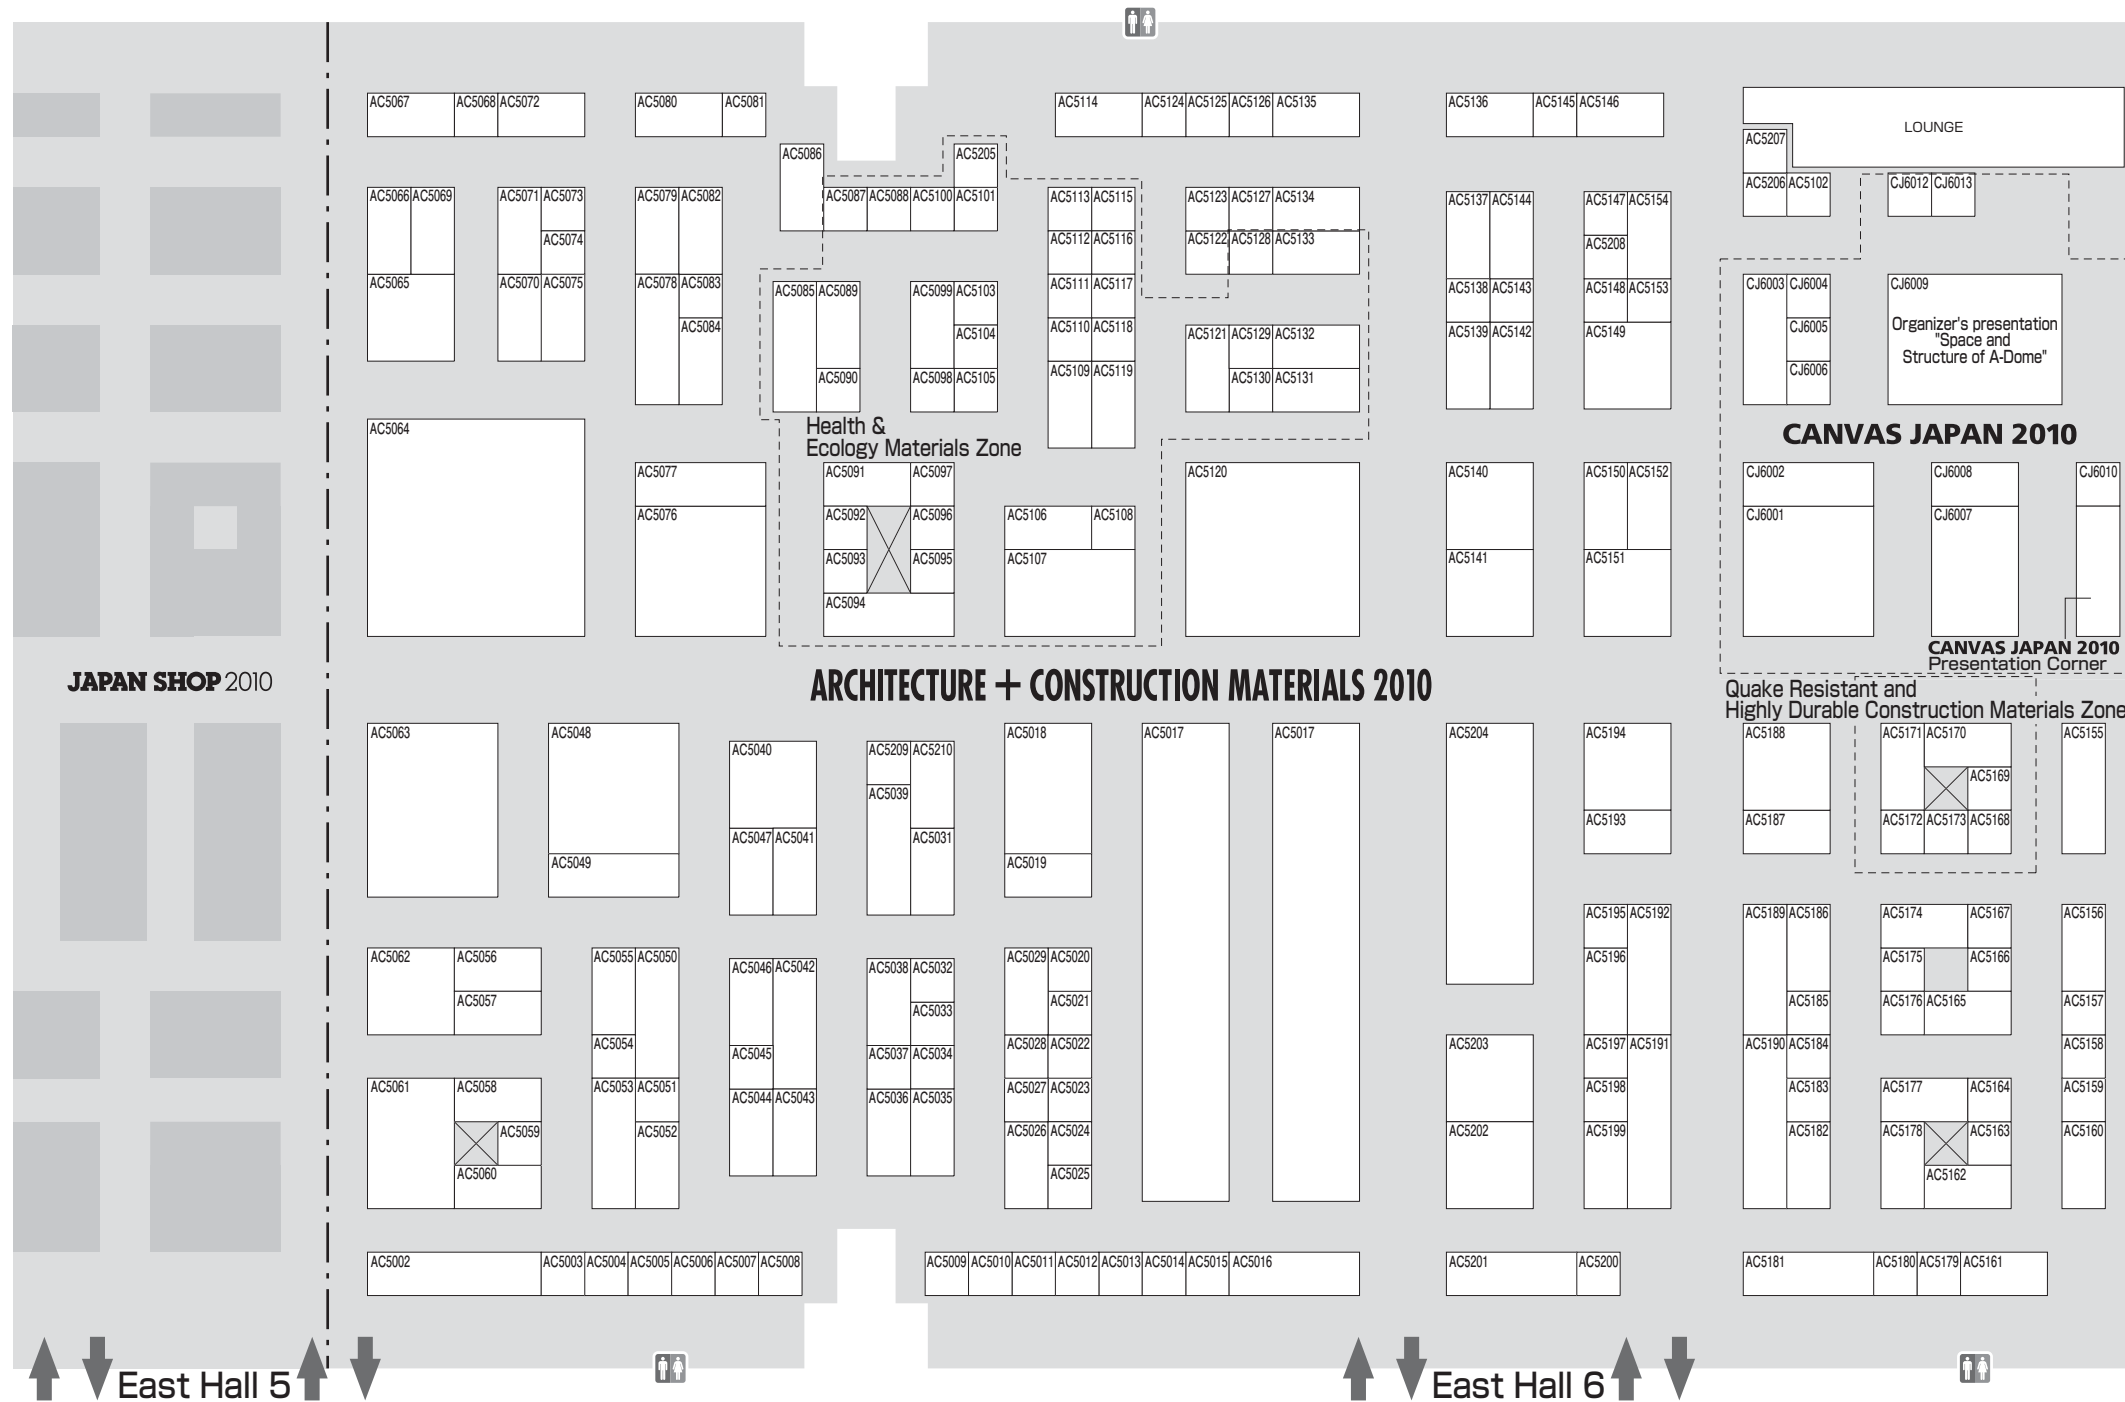 AC5067 AC5068 AC5072 AC5080 AC5081 AC5114 AC5124 AC5125 AC5126 AC5135 AC5136 AC5145 AC5146
LOUNGE
AC5207
AC5086 AC5205
AC5206 AC5102 CJ6012 CJ6013
AC5066 AC5069 AC5071 AC5073 AC5079 AC5082 AC5087 AC5088 AC5100 AC5101 AC5113 AC5115 AC5123 AC5127 AC5134 AC5137 AC5144 AC5147 AC5154
AC5074 AC5112 AC5116 AC5122 AC5128 AC5133 AC5208
AC5065 AC5070 AC5075 AC5078 AC5083 AC5085 AC5089 AC5099 AC5103 AC5111 AC5117 AC5138 AC5143 AC5148 AC5153 CJ6003 CJ6004 CJ6009
AC5084 AC5104 AC5110 AC5118 AC5121 AC5129 AC5132 AC5139 AC5142 AC5149 CJ6005
Organizer's presentation
"Space and
Structure of A-Dome"
AC5090 AC5098 AC5105 AC5109 AC5119 AC5130 AC5131 CJ6006
AC5064
Health &
Ecology Materials Zone
CANVAS JAPAN 2010
AC5077 AC5091 AC5097 AC5120 AC5140 AC5150 AC5152 CJ6002 CJ6008 CJ6010
AC5076 AC5092 AC5096 AC5106 AC5108 CJ6001 CJ6007
AC5093 AC5095 AC5107 AC5141 AC5151
AC5094
CANVAS JAPAN 2010
Presentation Corner
JAPAN SHOP 2010
ARCHITECTURE + CONSTRUCTION MATERIALS 2010
Quake Resistant and
Highly Durable Construction Materials Zone
AC5063 AC5048 AC5040 AC5209 AC5210 AC5018 AC5017 AC5017 AC5204 AC5194 AC5188 AC5171 AC5170 AC5155
AC5039 AC5169
AC5047 AC5041 AC5031 AC5193 AC5187 AC5172 AC5173 AC5168
AC5049 AC5019
AC5195 AC5192 AC5189 AC5186 AC5174 AC5167 AC5156
AC5062 AC5056 AC5055 AC5050 AC5046 AC5042 AC5038 AC5032 AC5029 AC5020 AC5196 AC5175 AC5166
AC5057 AC5033 AC5021 AC5185 AC5176 AC5165 AC5157
AC5054 AC5045 AC5037 AC5034 AC5028 AC5022 AC5203 AC5197 AC5191 AC5190 AC5184 AC5158
AC5061 AC5058 AC5053 AC5051 AC5044 AC5043 AC5036 AC5035 AC5027 AC5023 AC5198 AC5183 AC5177 AC5164 AC5159
AC5059 AC5052 AC5026 AC5024 AC5202 AC5199 AC5182 AC5178 AC5163 AC5160
AC5060 AC5025 AC5162
AC5002 AC5003 AC5004 AC5005 AC5006 AC5007 AC5008 AC5009 AC5010 AC5011 AC5012 AC5013 AC5014 AC5015 AC5016 AC5201 AC5200 AC5181 AC5180 AC5179 AC5161
East Hall 5 East Hall 6